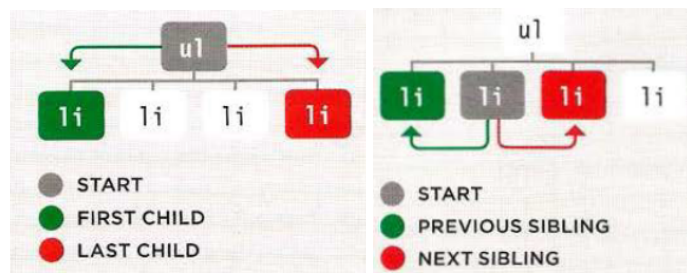 ul
li li li li
START
FIRST CHILD
LAST CHILD
ul
li li li li
START
PREVIOUS SIBLING
NEXT SIBLING